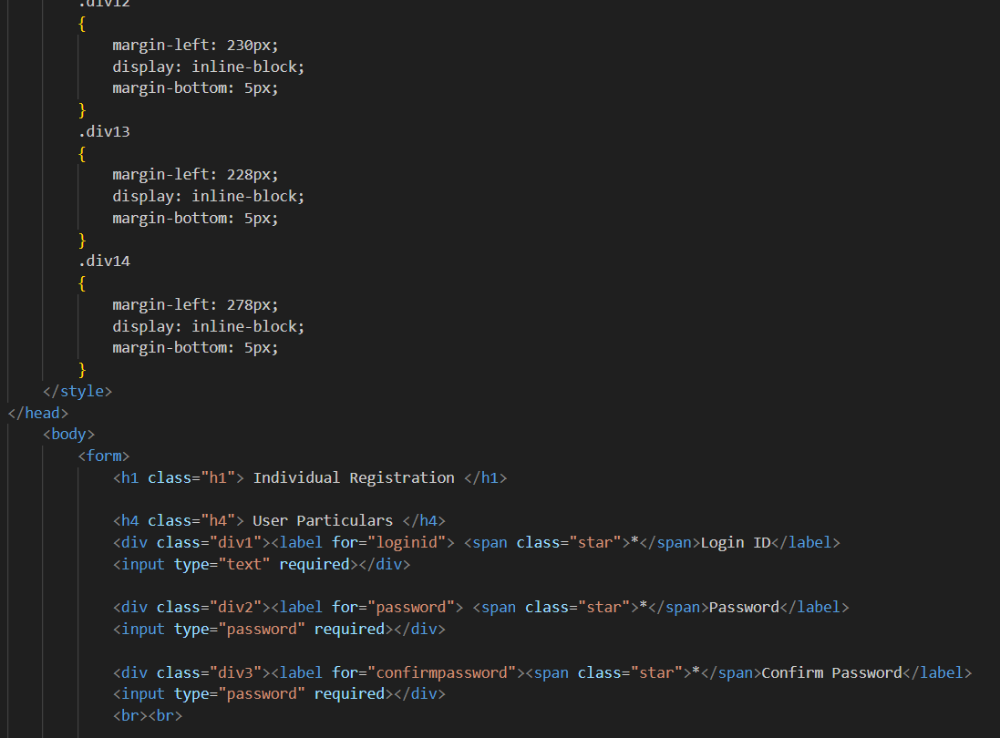 .div12
{
margin-left: 230px;
display: inline-block;
margin-bottom: 5px;
}
.div13
{
margin-left: 228px;
display: inline-block;
margin-bottom: 5px;
}
.div14
{
margin-left: 278px;
display: inline-block;
margin-bottom: 5px;
}
</style>
</head>
<body>
<form>
<h1 class="h1"> Individual Registration </h1>
<h4 class="h4"> User Particulars </h4>
<div class="div1"><label for="loginid"> <span class="star">*</span>Login ID</label>
<input type="text" required></div>
<div class="div2"><label for="password"> <span class="star">*</span>Password</label>
<input type="password" required></div>
<div class="div3"><label for="confirmpassword"><span class="star">*</span>Confirm Password</label>
<input type="password" required></div>
<br><br>